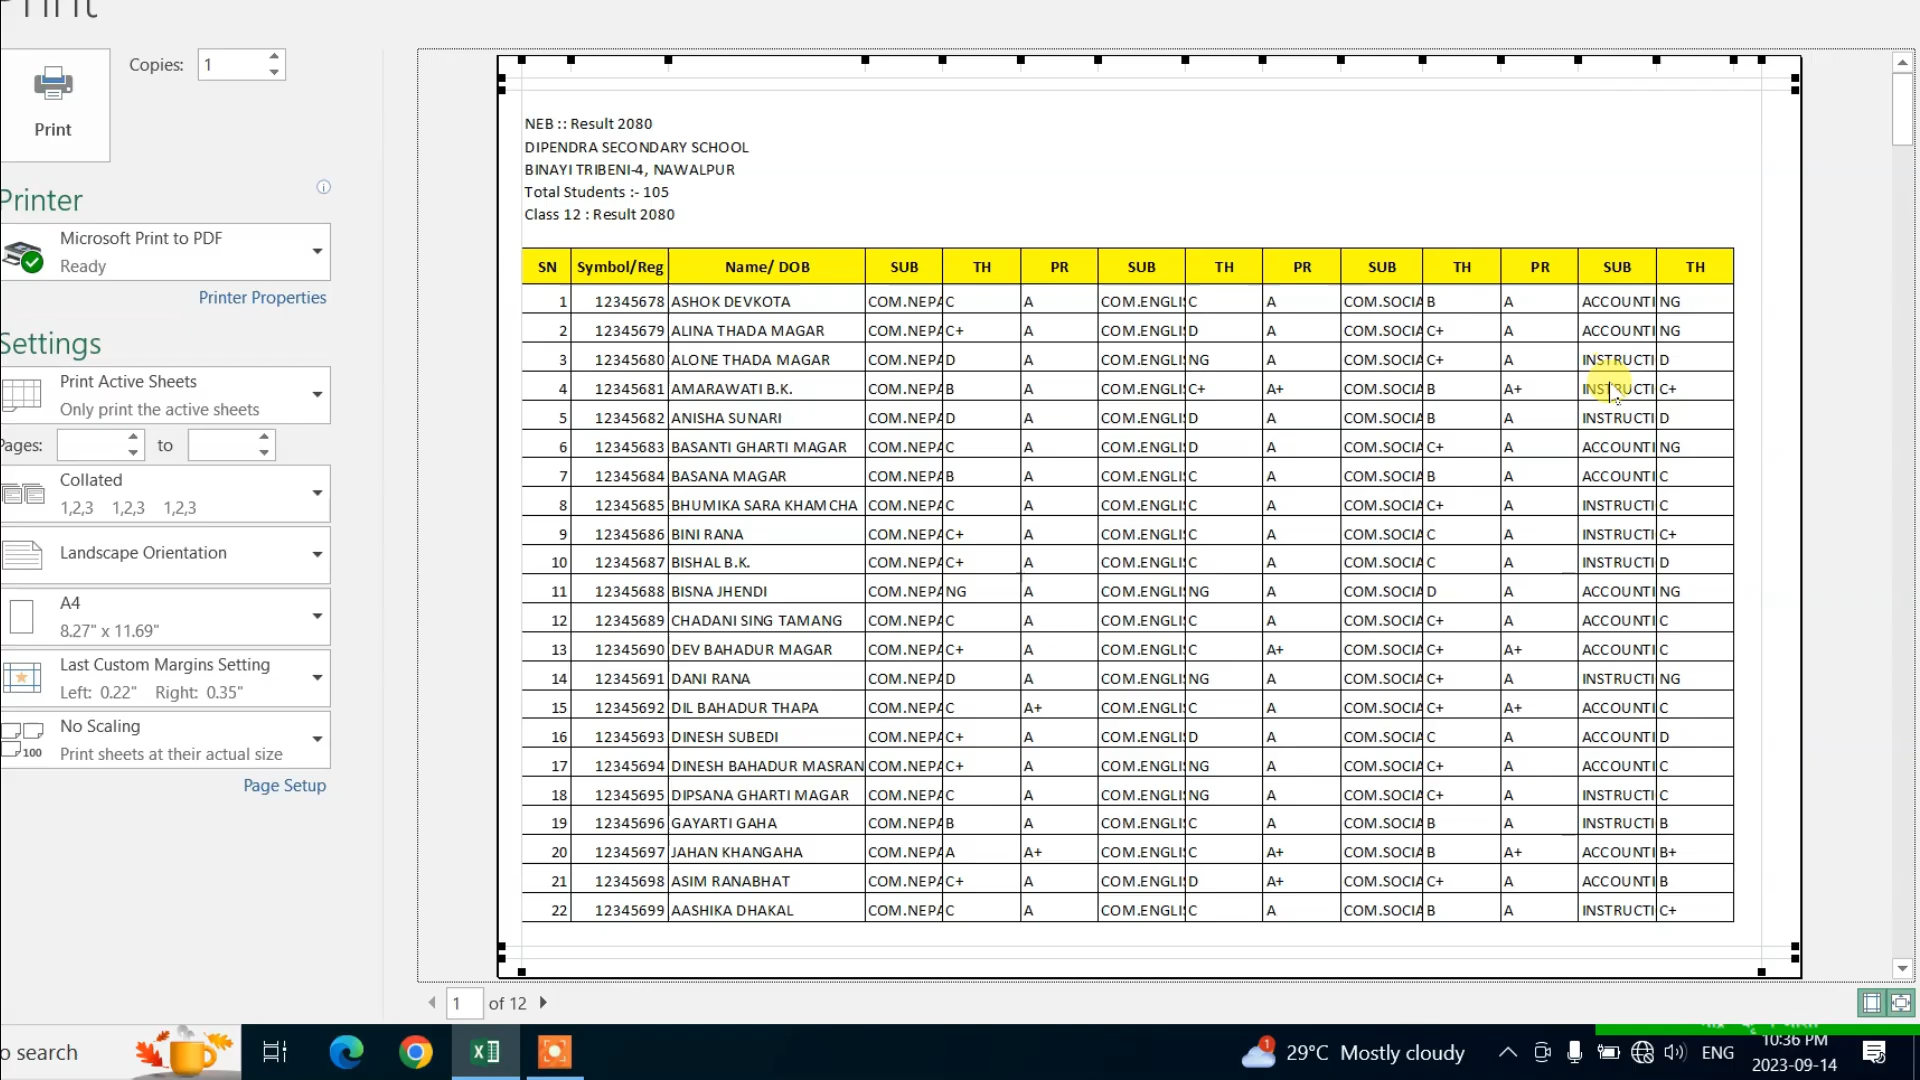 Print
Copies: 1
Print
Printer
Microsoft Print to PDF
Ready
Printer Properties
Settings
Print Active Sheets
Only print the active sheets
Pages: to
Collated
1,2,3 1,2,3 1,2,3
Landscape Orientation
A4
8.27" x 11.69"
Last Custom Margins Setting
Left: 0.22" Right: 0.35"
No Scaling
Print sheets at their actual size
100
Page Setup
NEB :: Result 2080
DIPENDRA SECONDARY SCHOOL
BINAYI TRIBENI-4, NAWALPUR
Total Students :- 105
Class 12 : Result 2080
SN Symbol/Reg Name/ DOB SUB TH PR SUB TH PR SUB TH PR SUB TH
1 12345678 ASHOK DEVKOTA COM.NEPA C A COM.ENGLI C A COM.SOCIA B A ACCOUNTI NG
2 12345679 ALINA THADA MAGAR COM.NEPA C+ A COM.ENGLI D A COM.SOCIA C+ A ACCOUNTI NG
3 12345680 ALONE THADA MAGAR COM.NEPA D A COM.ENGLI NG A COM.SOCIA C+ A INSTRUCTI D
4 12345681 AMARAWATI B.K. COM.NEPA B A COM.ENGLI C+ A+ COM.SOCIA B A+ INSTRUCTI C+
5 12345682 ANISHA SUNARI COM.NEPA D A COM.ENGLI D A COM.SOCIA B A INSTRUCTI D
6 12345683 BASANTI GHARTI MAGAR COM.NEPA C A COM.ENGLI D A COM.SOCIA C+ A ACCOUNTI NG
7 12345684 BASANA MAGAR COM.NEPA B A COM.ENGLI C A COM.SOCIA B A ACCOUNTI C
8 12345685 BHUMIKA SARA KHAMCHA COM.NEPA C A COM.ENGLI C A COM.SOCIA C+ A INSTRUCTI C
9 12345686 BINI RANA COM.NEPA C+ A COM.ENGLI C A COM.SOCIA C A INSTRUCTI C+
10 12345687 BISHAL B.K. COM.NEPA C+ A COM.ENGLI C A COM.SOCIA C A INSTRUCTI D
11 12345688 BISNA JHENDI COM.NEPA NG A COM.ENGLI NG A COM.SOCIA D A ACCOUNTI NG
12 12345689 CHADANI SING TAMANG COM.NEPA C A COM.ENGLI C A COM.SOCIA C+ A ACCOUNTI C
13 12345690 DEV BAHADUR MAGAR COM.NEPA C+ A COM.ENGLI C A+ COM.SOCIA C+ A+ ACCOUNTI C
14 12345691 DANI RANA COM.NEPA D A COM.ENGLI NG A COM.SOCIA C+ A INSTRUCTI NG
15 12345692 DIL BAHADUR THAPA COM.NEPA C A+ COM.ENGLI C A COM.SOCIA C+ A+ ACCOUNTI C
16 12345693 DINESH SUBEDI COM.NEPA C+ A COM.ENGLI D A COM.SOCIA C A ACCOUNTI D
17 12345694 DINESH BAHADUR MASRAN COM.NEPA C+ A COM.ENGLI NG A COM.SOCIA C+ A ACCOUNTI C
18 12345695 DIPSANA GHARTI MAGAR COM.NEPA C A COM.ENGLI NG A COM.SOCIA C+ A INSTRUCTI C
19 12345696 GAYARTI GAHA COM.NEPA B A COM.ENGLI C A COM.SOCIA B A INSTRUCTI B
20 12345697 JAHAN KHANGAHA COM.NEPA A A+ COM.ENGLI C A+ COM.SOCIA B A+ ACCOUNTI B+
21 12345698 ASIM RANABHAT COM.NEPA C+ A COM.ENGLI D A+ COM.SOCIA C+ A ACCOUNTI B
22 12345699 AASHIKA DHAKAL COM.NEPA C A COM.ENGLI C A COM.SOCIA B A INSTRUCTI C+
1 of 12
o search
1 29°C Mostly cloudy
ENG
10:36 PM
2023-09-14